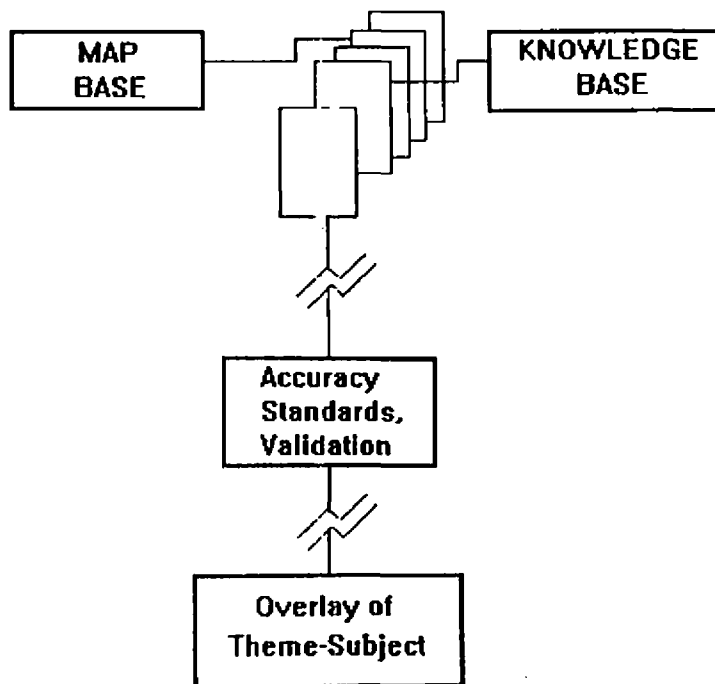 MAP
BASE
KNOWLEDGE
BASE
Accuracy
Standards,
Validation
Overlay of
Theme-Subject